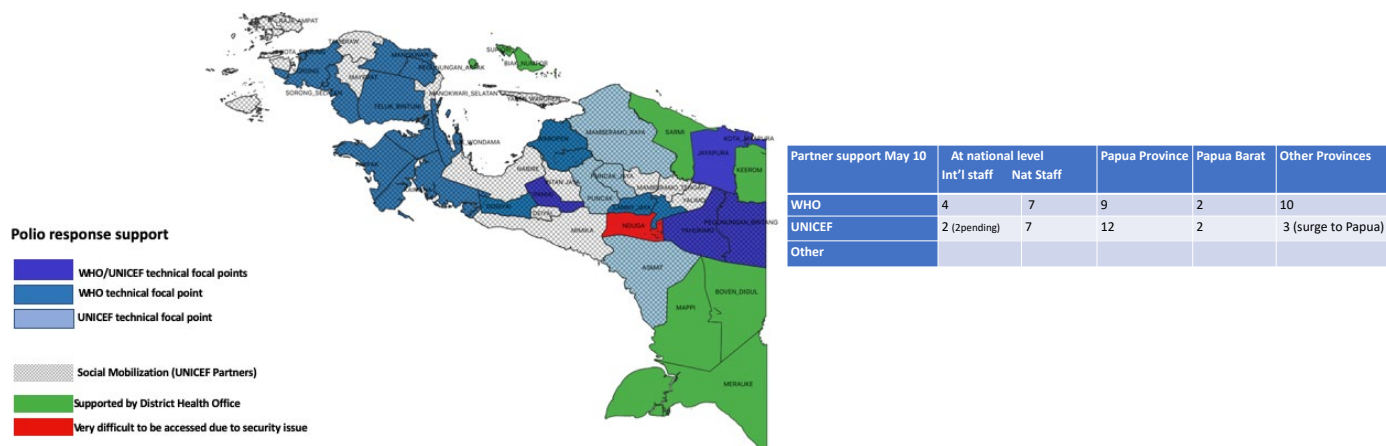 RAJA_AMPAT
TAMBRAUW
KOTA_SORONG
MANOKWARI
SORONG
PEGUNUNGAN_ARFAK
MAYBRAT
SORONG_SELATAN
MANOKWARI_SELATAN
TELUK_BINTUNI
SUPIORI
BIAK_NUMFOR
YAPEN_WAROPEN
WONDAMA
WAROPEN
MAMBERAMO_RAYA
SARMI
KOTA_JAYAPURA
JAYAPURA
KEEROM
NABIRE
INTAN_JAYA
PUNCAK_JAYA
MAMBERAMO_TENGAH
PUNCAK
YALIMO
LANNY_JAYA
PANIAI
DOGIYAI
DEIYAI
MIMIKA
NDUGA
YAHUKIMO
PEGUNUNGAN_BINTANG
ASMAT
BOVEN_DIGUL
MAPPI
MERAUKE
Polio response support
WHO/UNICEF technical focal points
WHO technical focal point
UNICEF technical focal point
Social Mobilization (UNICEF Partners)
Supported by District Health Office
Very difficult to be accessed due to security issue
Partner support May 10 At national level Papua Province Papua Barat Other Provinces
Int'l staff Nat Staff
WHO 4 7 9 2 10
UNICEF 2 (2pending) 7 12 2 3 (surge to Papua)
Other